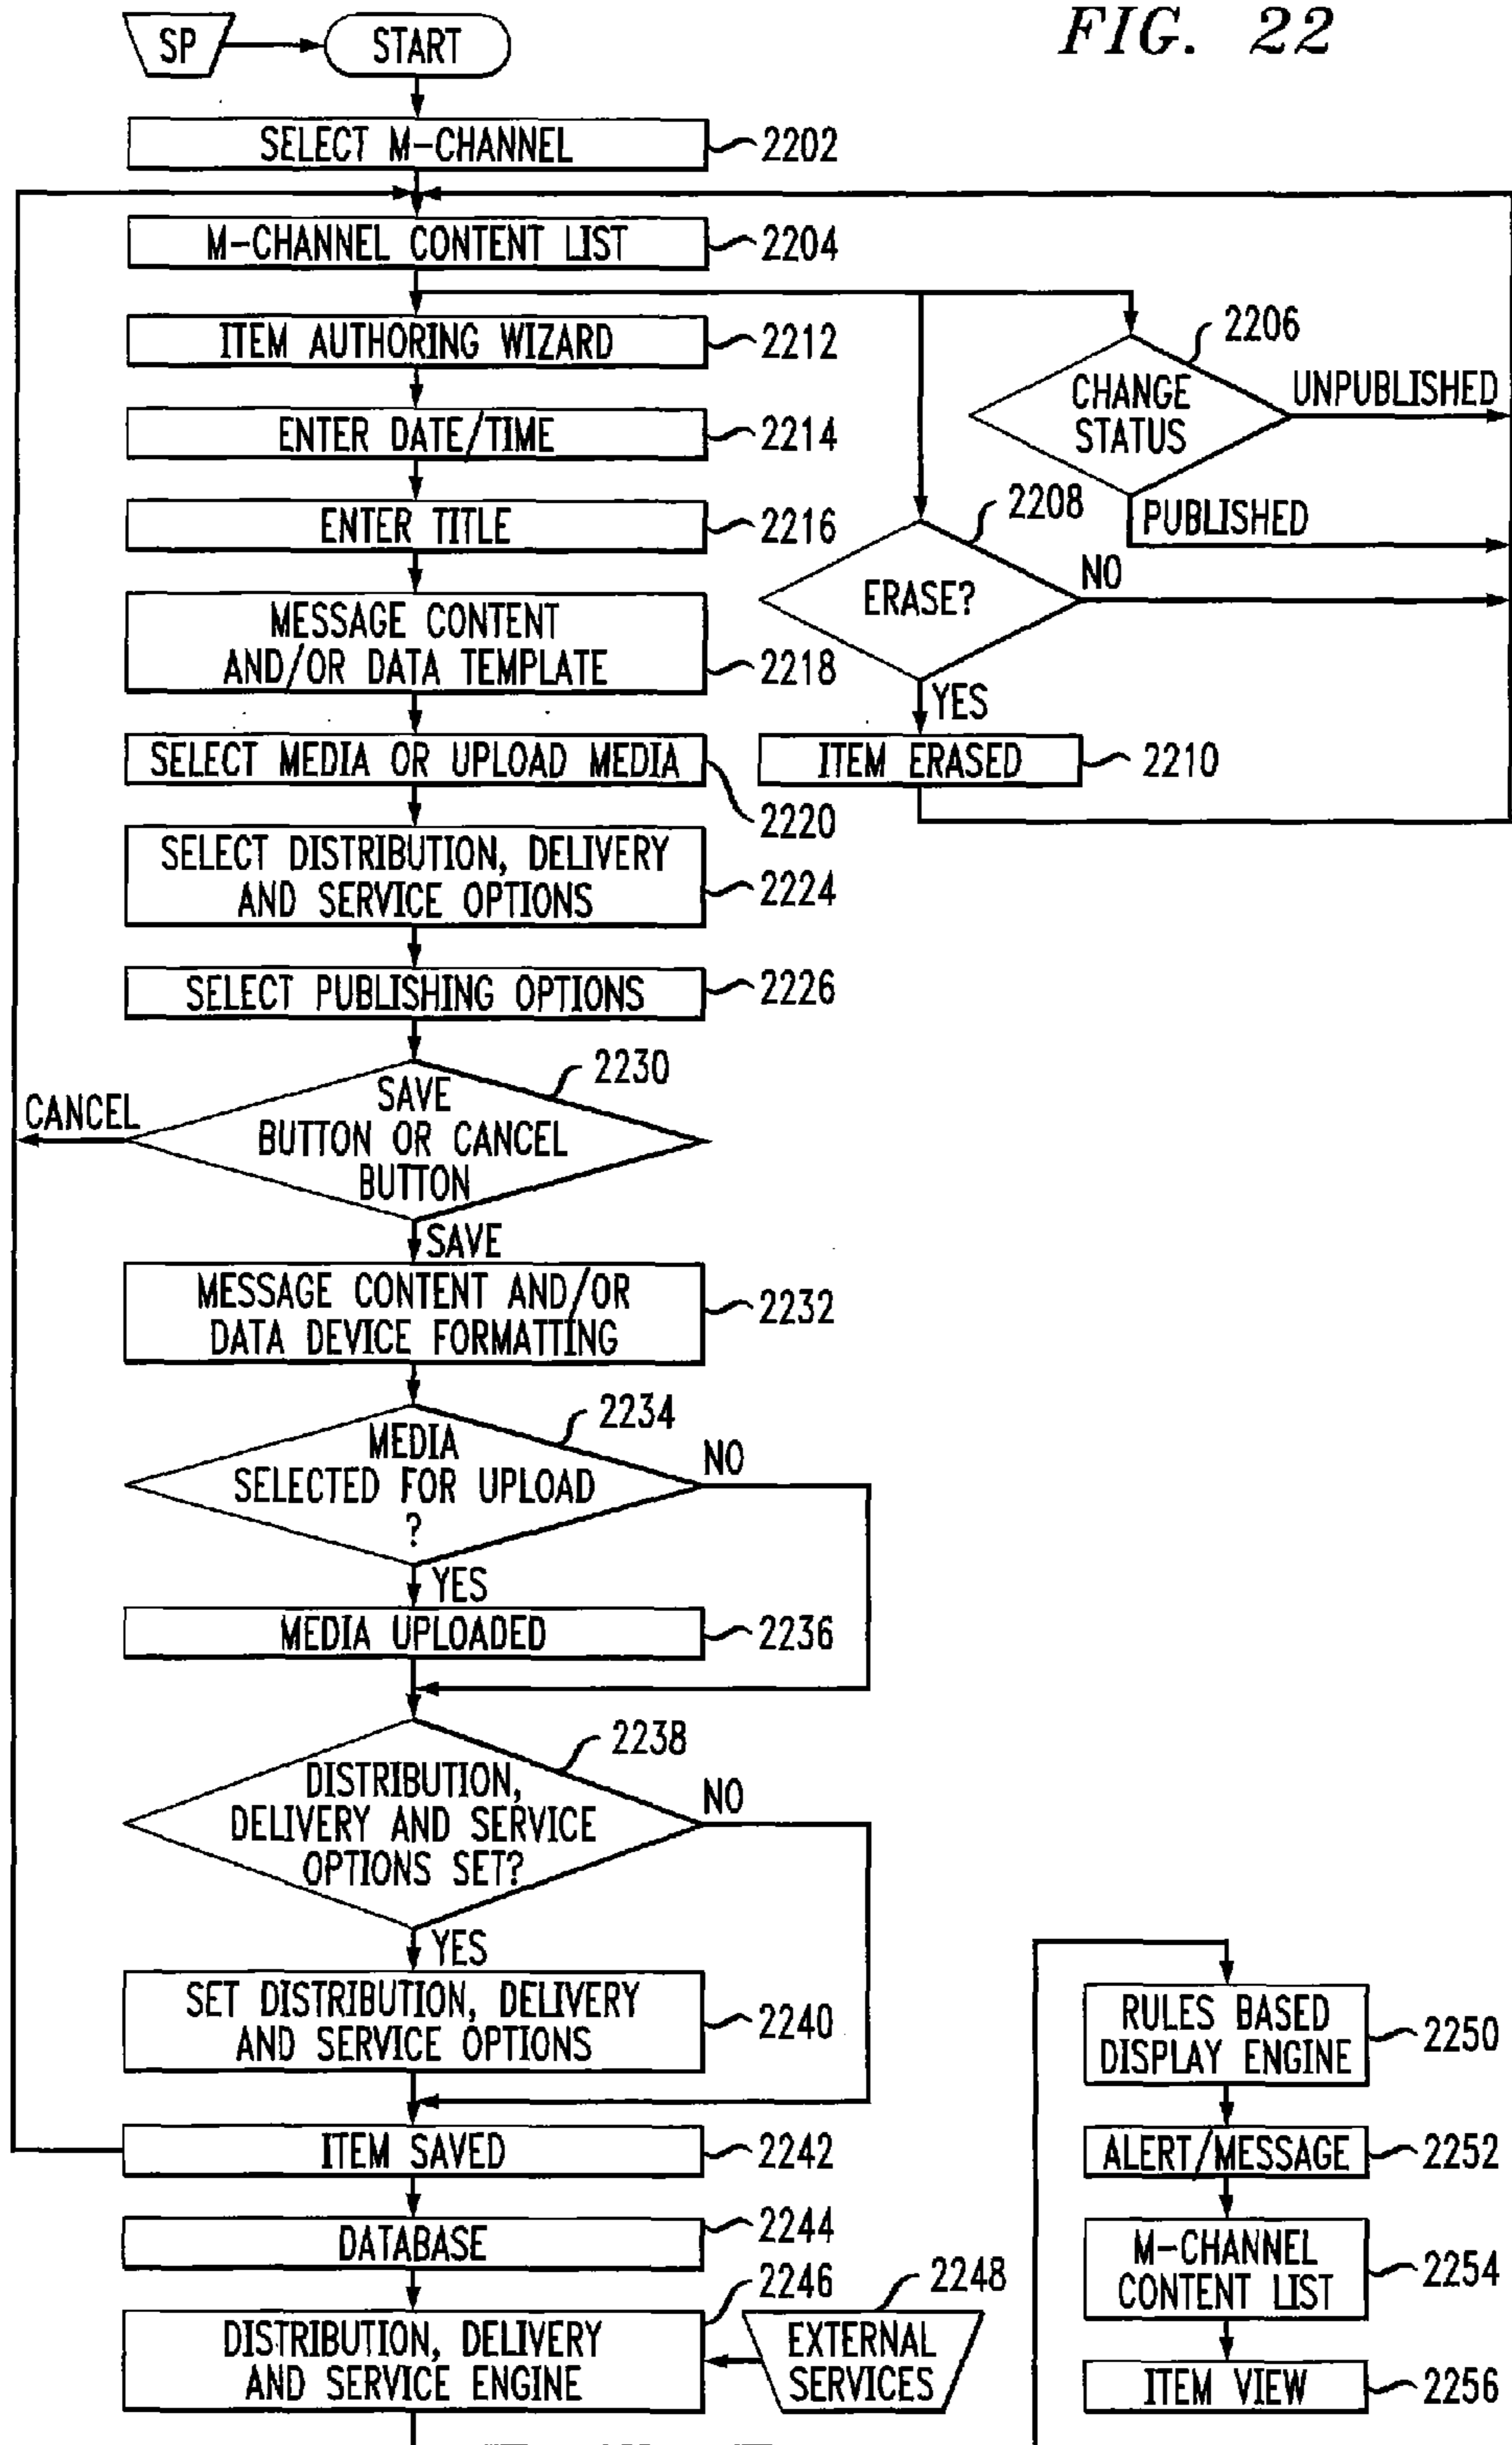 FIG. 22
SP
START
SELECT M-CHANNEL
2202
M-CHANNEL CONTENT LIST
2204
ITEM AUTHORING WIZARD
2212
CHANGE
STATUS
2206
UNPUBLISHED
PUBLISHED
ENTER DATE/TIME
2214
ENTER TITLE
2216
ERASE?
2208
NO
YES
MESSAGE CONTENT
AND/OR DATA TEMPLATE
2218
SELECT MEDIA OR UPLOAD MEDIA
2220
ITEM ERASED
2210
SELECT DISTRIBUTION, DELIVERY
AND SERVICE OPTIONS
2224
SELECT PUBLISHING OPTIONS
2226
SAVE
BUTTON OR CANCEL
BUTTON
2230
CANCEL
SAVE
MESSAGE CONTENT AND/OR
DATA DEVICE FORMATTING
2232
MEDIA
SELECTED FOR UPLOAD
?
2234
NO
YES
MEDIA UPLOADED
2236
DISTRIBUTION,
DELIVERY AND SERVICE
OPTIONS SET?
2238
NO
YES
SET DISTRIBUTION, DELIVERY
AND SERVICE OPTIONS
2240
ITEM SAVED
2242
DATABASE
2244
DISTRIBUTION, DELIVERY
AND SERVICE ENGINE
2246
EXTERNAL
SERVICES
2248
RULES BASED
DISPLAY ENGINE
2250
ALERT/MESSAGE
2252
M-CHANNEL
CONTENT LIST
2254
ITEM VIEW
2256